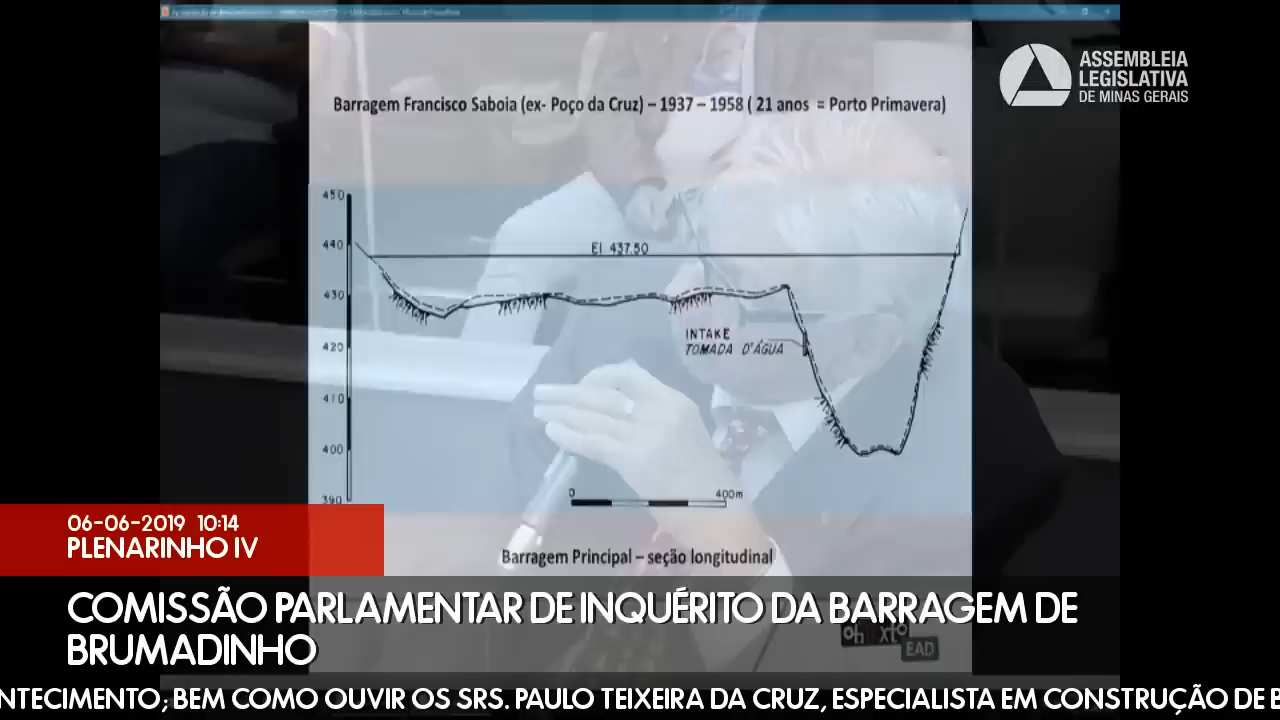 ASSEMBLEIA
LEGISLATIVA
DE MINAS GERAIS
Barragem Francisco Saboia (ex- Poço da Cruz) – 1937 – 1958 ( 21 anos = Porto Primavera)
450
440
El 437.50
430
INTAKE
420
TOMADA D'ÁGUA
410
400
390
0 400m
Barragem Principal – seção longitudinal
06-06-2019 10:14
PLENARINHO IV
COMISSÃO PARLAMENTAR DE INQUÉRITO DA BARRAGEM DE
BRUMADINHO
EAD
NTECIMENTO; BEM COMO OUVIR OS SRS. PAULO TEIXEIRA DA CRUZ, ESPECIALISTA EM CONSTRUÇÃO DE B